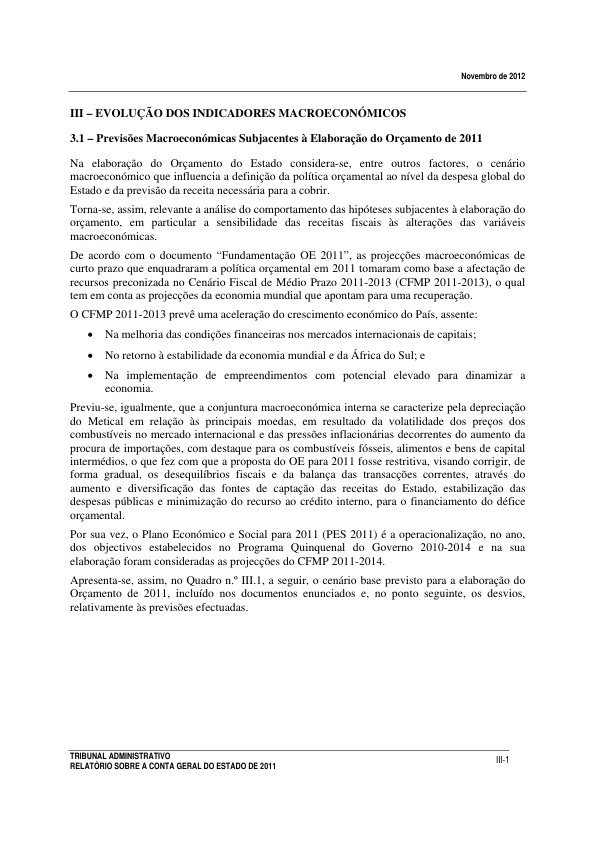 Novembro de 2012
III – EVOLUÇÃO DOS INDICADORES MACROECONÓMICOS
3.1 – Previsões Macroeconómicas Subjacentes à Elaboração do Orçamento de 2011
Na elaboração do Orçamento do Estado considera-se, entre outros factores, o cenário
macroeconómico que influencia a definição da política orçamental ao nível da despesa global do
Estado e da previsão da receita necessária para a cobrir.
Torna-se, assim, relevante a análise do comportamento das hipóteses subjacentes à elaboração do
orçamento, em particular a sensibilidade das receitas fiscais às alterações das variáveis
macroeconómicas.
De acordo com o documento “Fundamentação OE 2011”, as projecções macroeconómicas de
curto prazo que enquadraram a política orçamental em 2011 tomaram como base a afectação de
recursos preconizada no Cenário Fiscal de Médio Prazo 2011-2013 (CFMP 2011-2013), o qual
tem em conta as projecções da economia mundial que apontam para uma recuperação.
O CFMP 2011-2013 prevê uma aceleração do crescimento económico do País, assente:
• Na melhoria das condições financeiras nos mercados internacionais de capitais;
• No retorno à estabilidade da economia mundial e da África do Sul; e
• Na implementação de empreendimentos com potencial elevado para dinamizar a
economia.
Previu-se, igualmente, que a conjuntura macroeconómica interna se caracterize pela depreciação
do Metical em relação às principais moedas, em resultado da volatilidade dos preços dos
combustíveis no mercado internacional e das pressões inflacionárias decorrentes do aumento da
procura de importações, com destaque para os combustíveis fósseis, alimentos e bens de capital
intermédios, o que fez com que a proposta do OE para 2011 fosse restritiva, visando corrigir, de
forma gradual, os desequilíbrios fiscais e da balança das transacções correntes, através do
aumento e diversificação das fontes de captação das receitas do Estado, estabilização das
despesas públicas e minimização do recurso ao crédito interno, para o financiamento do défice
orçamental.
Por sua vez, o Plano Económico e Social para 2011 (PES 2011) é a operacionalização, no ano,
dos objectivos estabelecidos no Programa Quinquenal do Governo 2010-2014 e na sua
elaboração foram consideradas as projecções do CFMP 2011-2014.
Apresenta-se, assim, no Quadro n.º III.1, a seguir, o cenário base previsto para a elaboração do
Orçamento de 2011, incluído nos documentos enunciados e, no ponto seguinte, os desvios,
relativamente às previsões efectuadas.
TRIBUNAL ADMINISTRATIVO
RELATÓRIO SOBRE A CONTA GERAL DO ESTADO DE 2011
III-1